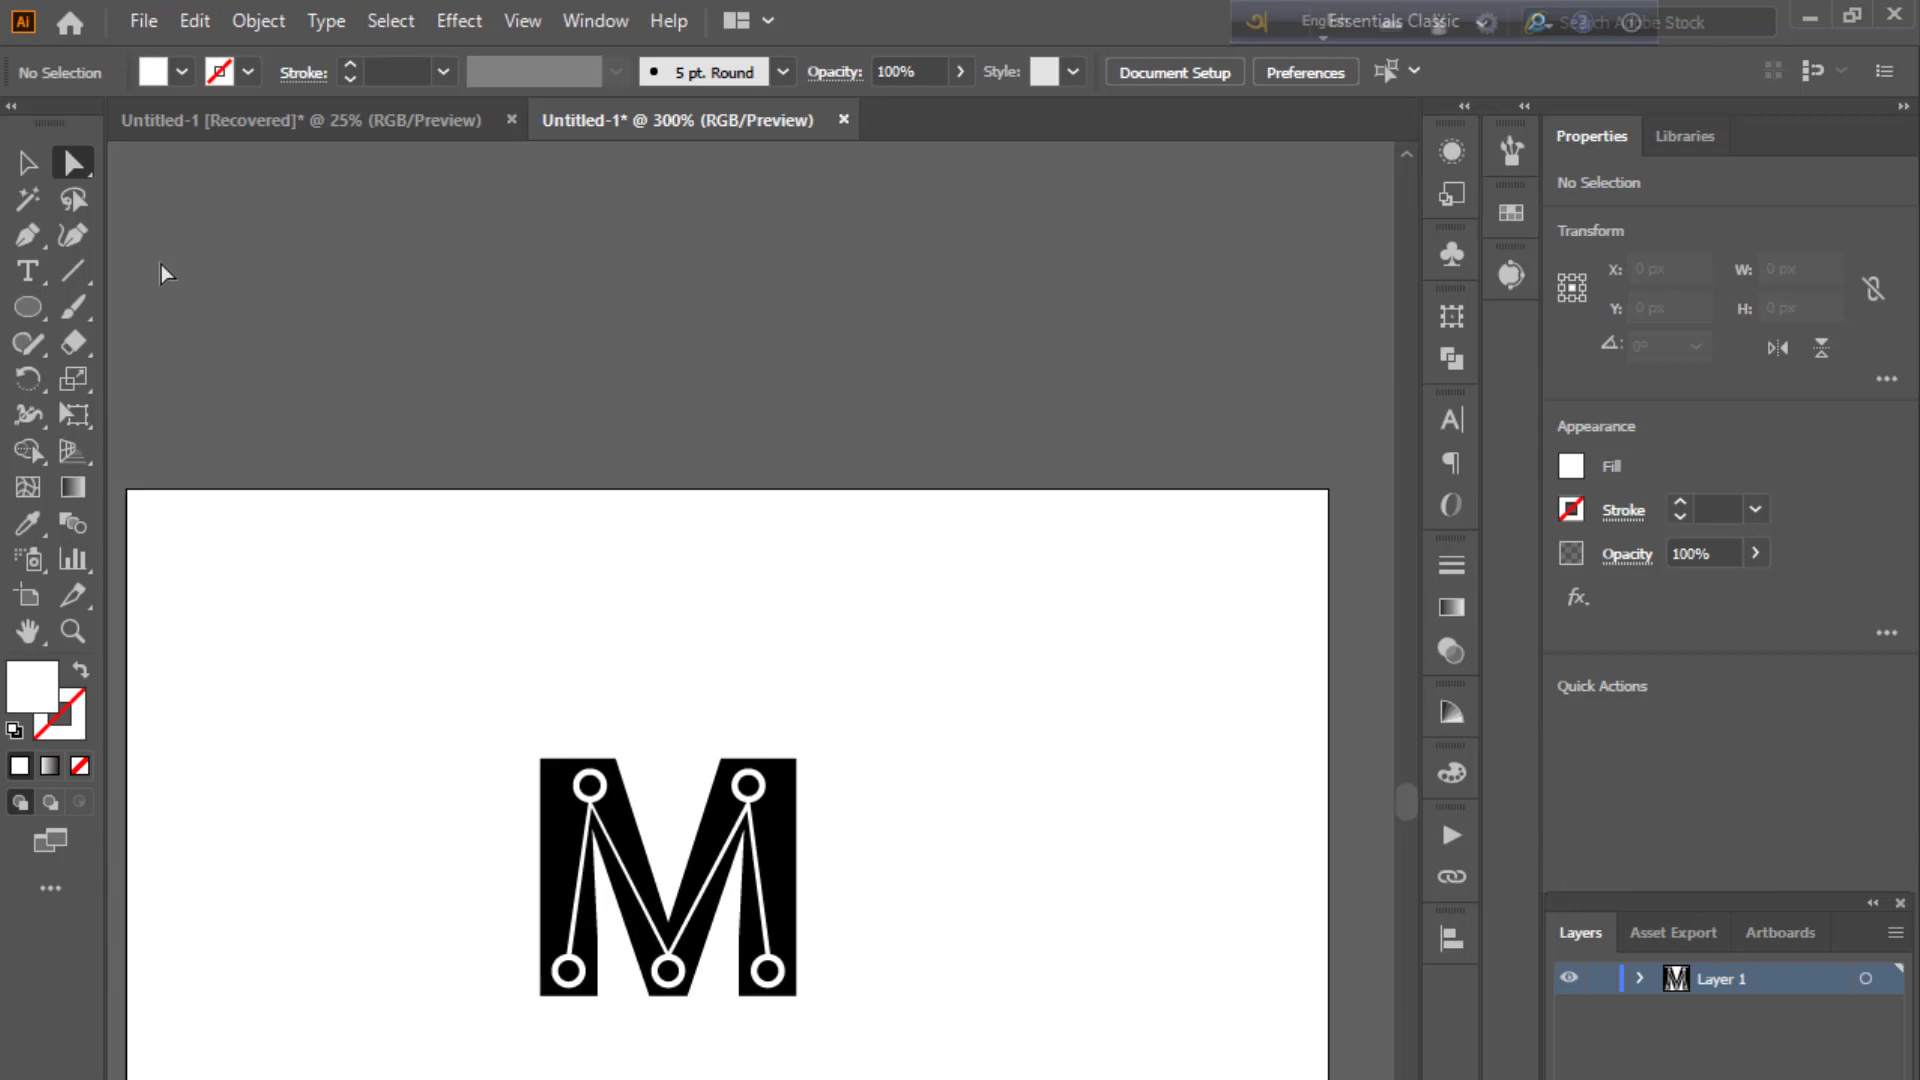 Ai File Edit Object Type Select Effect View Window Help English Essentials Classic Search Adobe Stock
No Selection Stroke: 5 pt. Round Opacity: 100% Style: Document Setup Preferences
Untitled-1 [Recovered]* @ 25% (RGB/Preview) Untitled-1* @ 300% (RGB/Preview)
Properties Libraries
No Selection
Transform
X: 0 px W: 0 px
Y: 0 px H: 0 px
0°
Appearance
Fill
Stroke
Opacity 100%
fx.
Quick Actions
M
Layers Asset Export Artboards
Layer 1